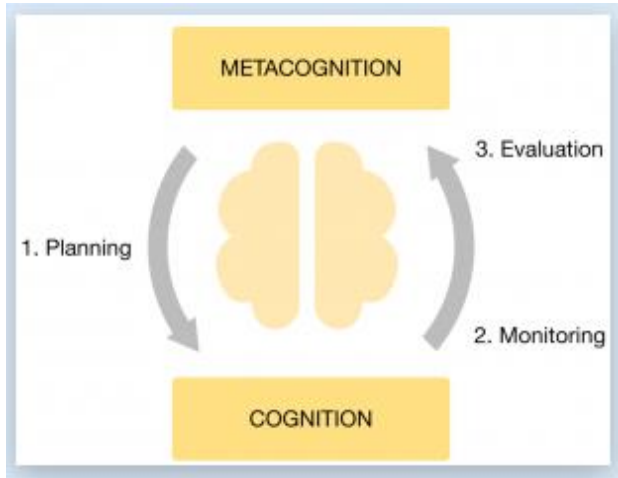 METACOGNITION
3. Evaluation
1. Planning
2. Monitoring
COGNITION